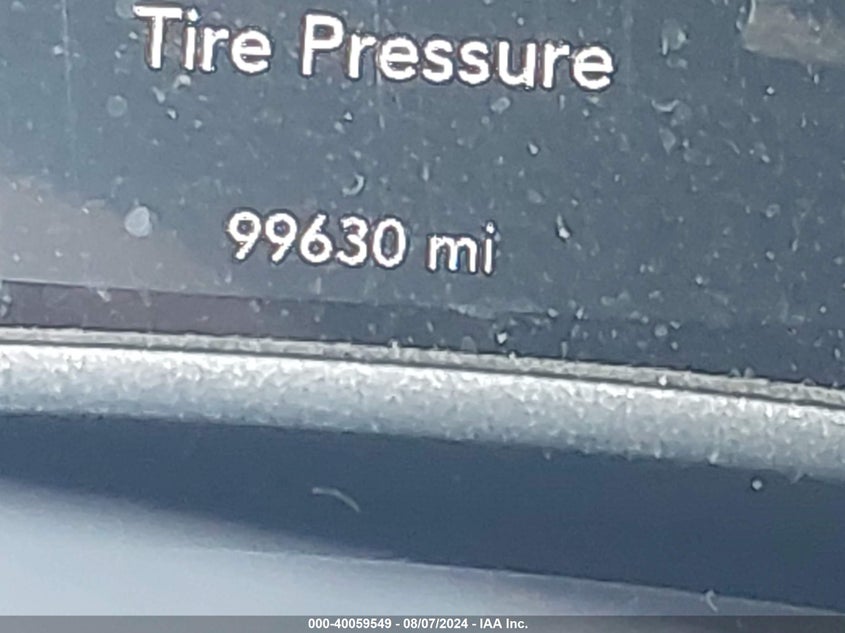 Tire Pressure
99630 mi
000-40059549 - 08/07/2024 - IAA Inc.